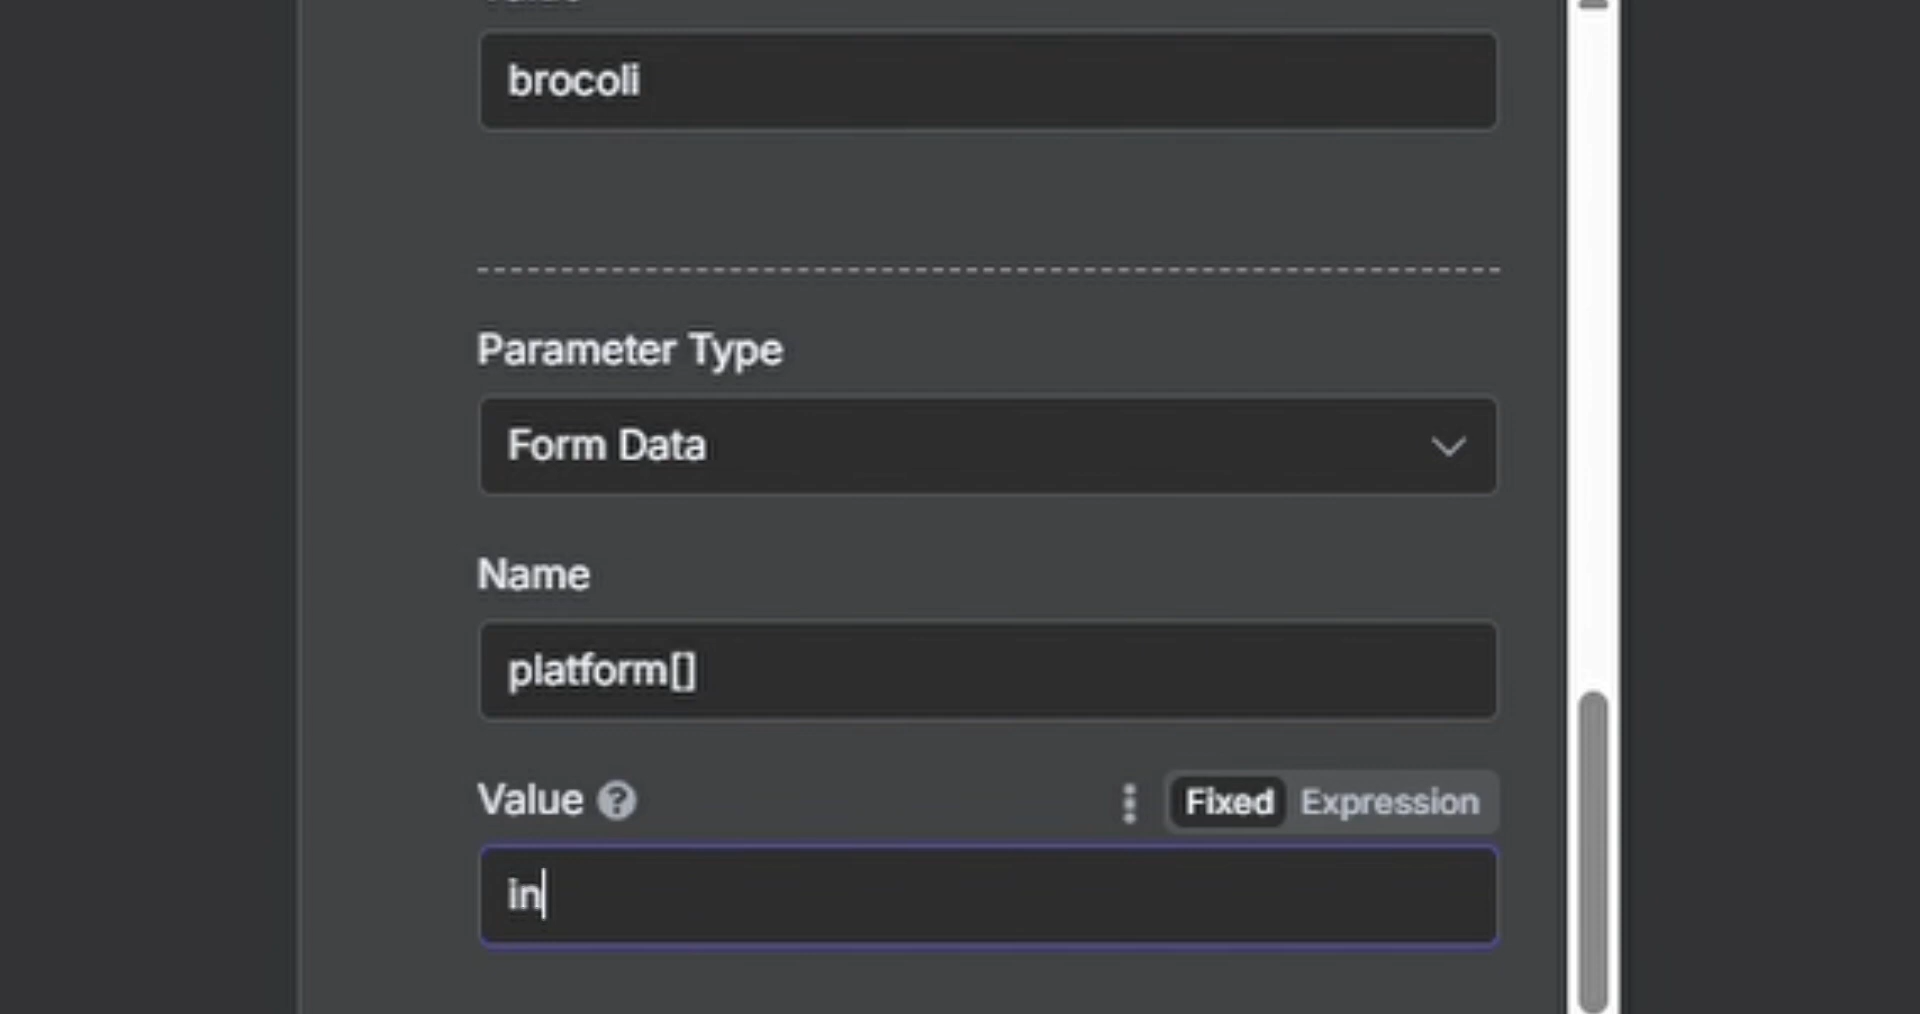 brocoli
Parameter Type
Form Data
Name
platform[]
Value
Fixed Expression
in